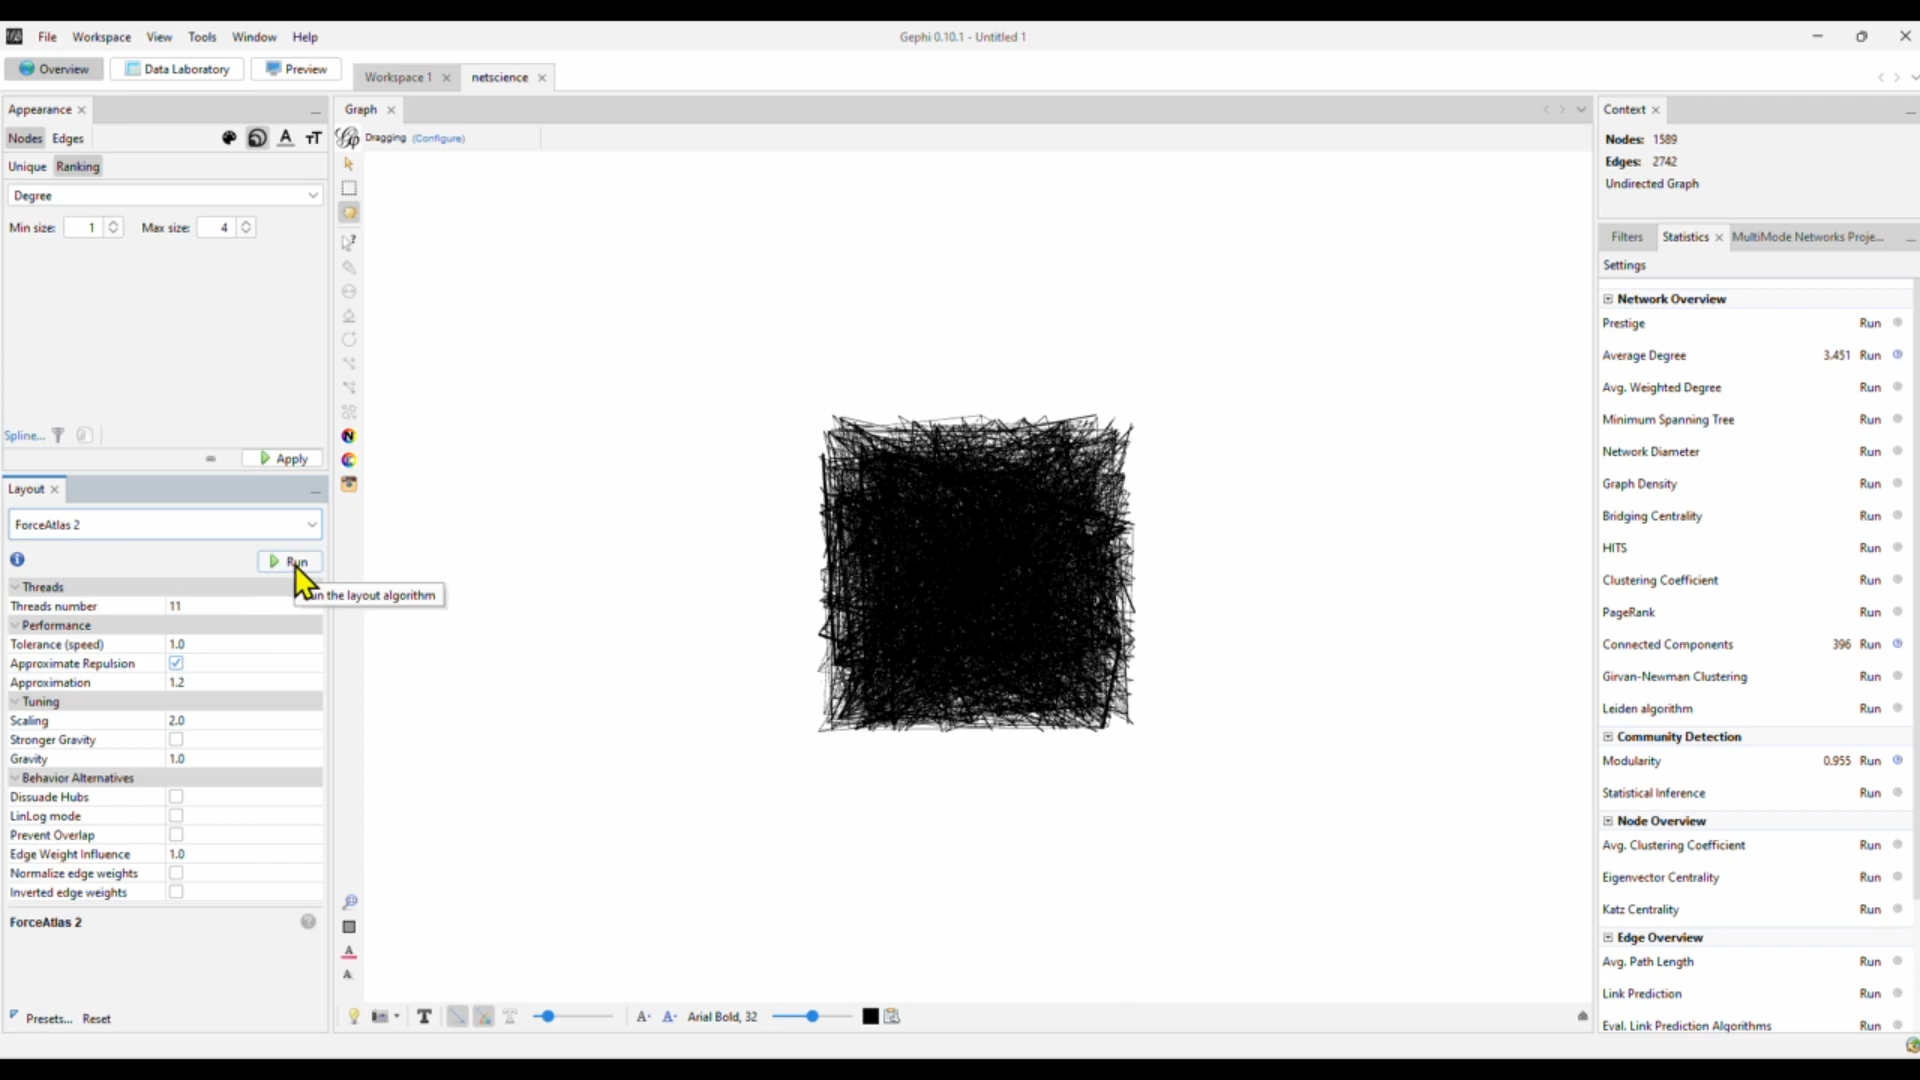 File Workspace View Tools Window Help
Gephi 0.10.1 - Untitled 1
Overview Data Laboratory Preview
Workspace 1 netscience
Appearance
Nodes Edges
Unique Ranking
Degree
Min size: 1 Max size: 4
Spline...
Apply
Layout
ForceAtlas 2
Run
Threads
Threads number 11
Performance
Tolerance (speed) 1.0
Approximate Repulsion
Approximation 1.2
Tuning
Scaling 2.0
Stronger Gravity
Gravity 1.0
Behavior Alternatives
Dissuade Hubs
LinLog mode
Prevent Overlap
Edge Weight Influence 1.0
Normalize edge weights
Inverted edge weights
ForceAtlas 2
Presets... Reset
Graph
Dragging (Configure)
the layout algorithm
Arial Bold, 32
Context
Nodes: 1589
Edges: 2742
Undirected Graph
Filters Statistics MultiMode Networks Proje...
Settings
Network Overview
Prestige Run
Average Degree 3.451 Run
Avg. Weighted Degree Run
Minimum Spanning Tree Run
Network Diameter Run
Graph Density Run
Bridging Centrality Run
HITS Run
Clustering Coefficient Run
PageRank Run
Connected Components 396 Run
Girvan-Newman Clustering Run
Leiden algorithm Run
Community Detection
Modularity 0.955 Run
Statistical Inference Run
Node Overview
Avg. Clustering Coefficient Run
Eigenvector Centrality Run
Katz Centrality Run
Edge Overview
Avg. Path Length Run
Link Prediction Run
Eval. Link Prediction Algorithms Run